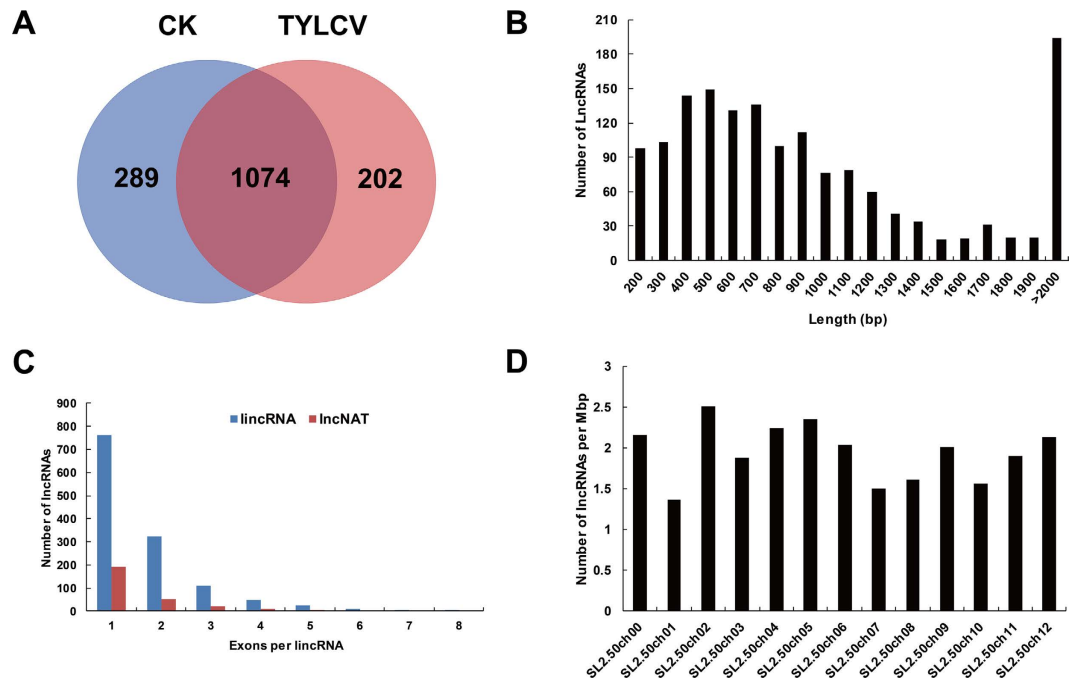 A
CK TYLCV
289 1074 202
B
Number of LncRNAs
210
180
150
120
90
60
30
0
200 300 400 500 600 700 800 900 1000 1100 1200 1300 1400 1500 1600 1700 1800 1900 >2000
Length (bp)
C
Number of lncRNAs
900
800
700
600
500
400
300
200
100
0
lincRNA lncNAT
1 2 3 4 5 6 7 8
Exons per lincRNA
D
Number of lncRNAs per Mbp
3
2.5
2
1.5
1
0.5
0
SL2.50ch00 SL2.50ch01 SL2.50ch02 SL2.50ch03 SL2.50ch04 SL2.50ch05 SL2.50ch06 SL2.50ch07 SL2.50ch08 SL2.50ch09 SL2.50ch10 SL2.50ch11 SL2.50ch12